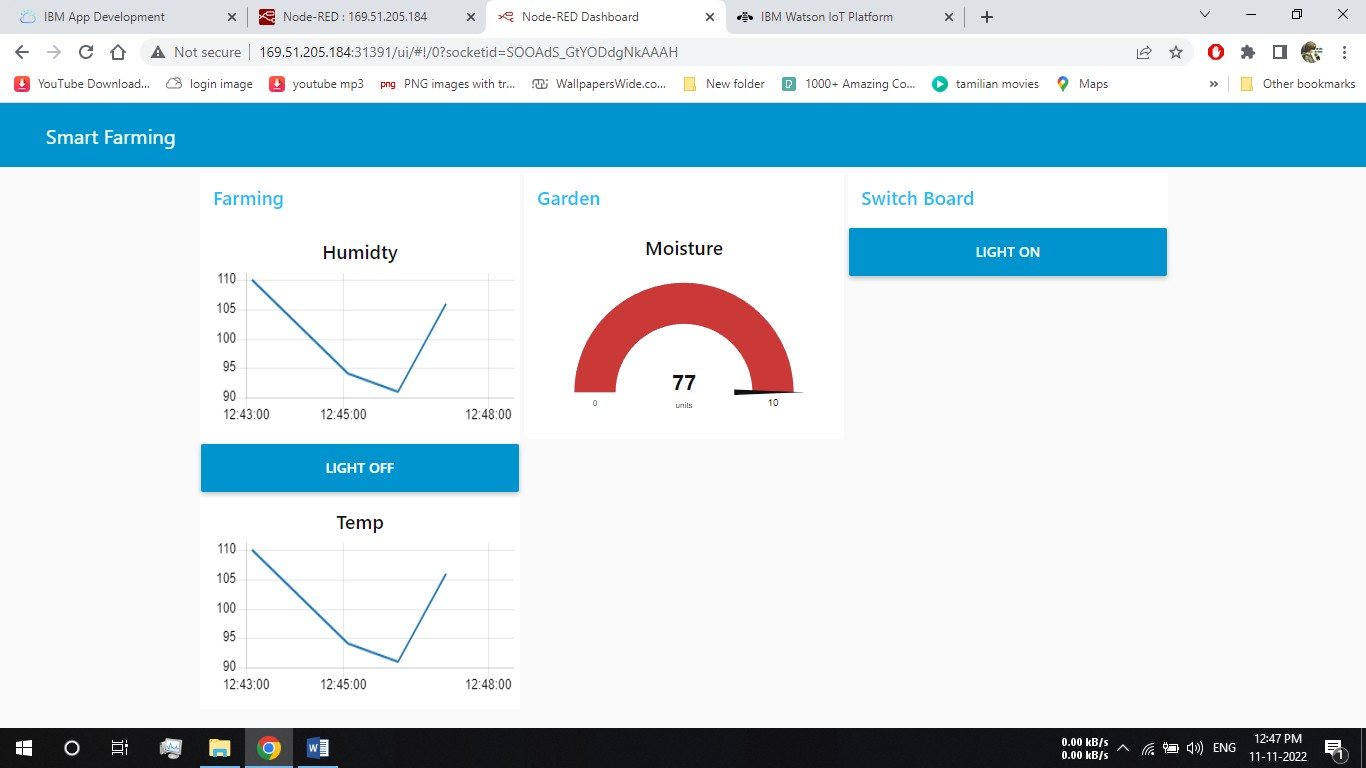 IBM App Development
Node-RED : 169.51.205.184
Node-RED Dashboard
IBM Watson IoT Platform
Not secure
169.51.205.184:31391/ui/#!/0?socketid=SOOAdS_GtYODdgNkAAAH
YouTube Download...
login image
youtube mp3
png
PNG images with tr...
WallpapersWide.co...
New folder
1000+ Amazing Co...
tamilian movies
Maps
»
Other bookmarks
Smart Farming
Farming
Humidty
110
105
100
95
90
12:43:00
12:45:00
12:48:00
LIGHT OFF
Temp
110
105
100
95
90
12:43:00
12:45:00
12:48:00
Garden
Moisture
77
units
0
10
Switch Board
LIGHT ON
0.00 kB/s
0.00 kB/s
ENG
12:47 PM
11-11-2022
1